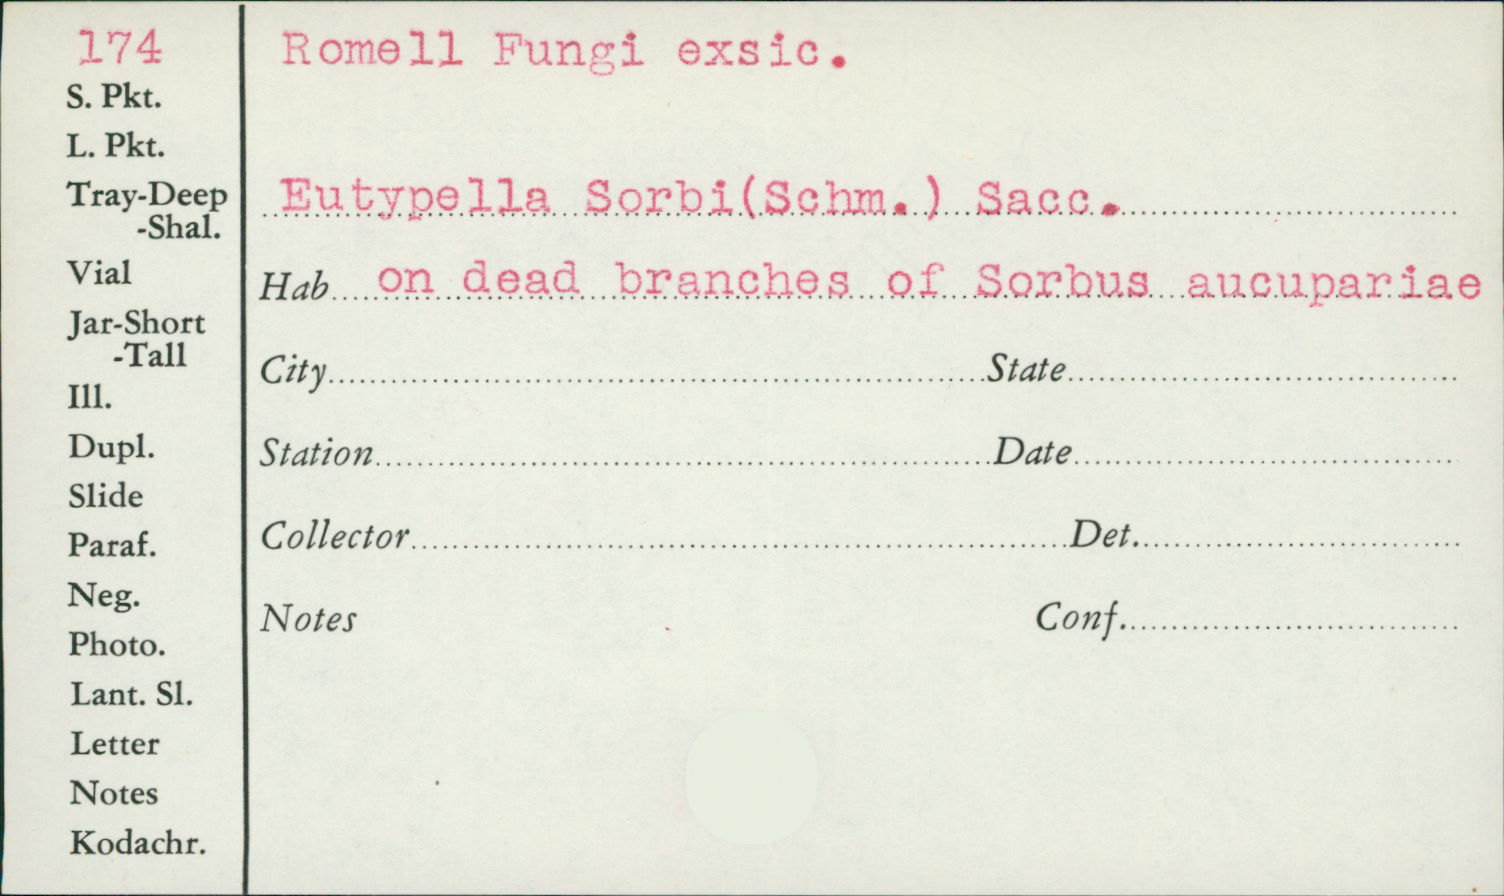 174
S. Pkt.
L. Pkt.
Tray-Deep
-Shal.
Vial
Jar-Short
-Tall
Ill.
Dupl.
Slide
Paraf.
Neg.
Photo.
Lant. Sl.
Letter
Notes
Kodachr.
Romell Fungi exsic.
Eutypella Sorbi(Schm.) Sacc.
Hab on dead branches of Sorbus aucupariae
City State
Station Date
Collector Det.
Notes Conf.